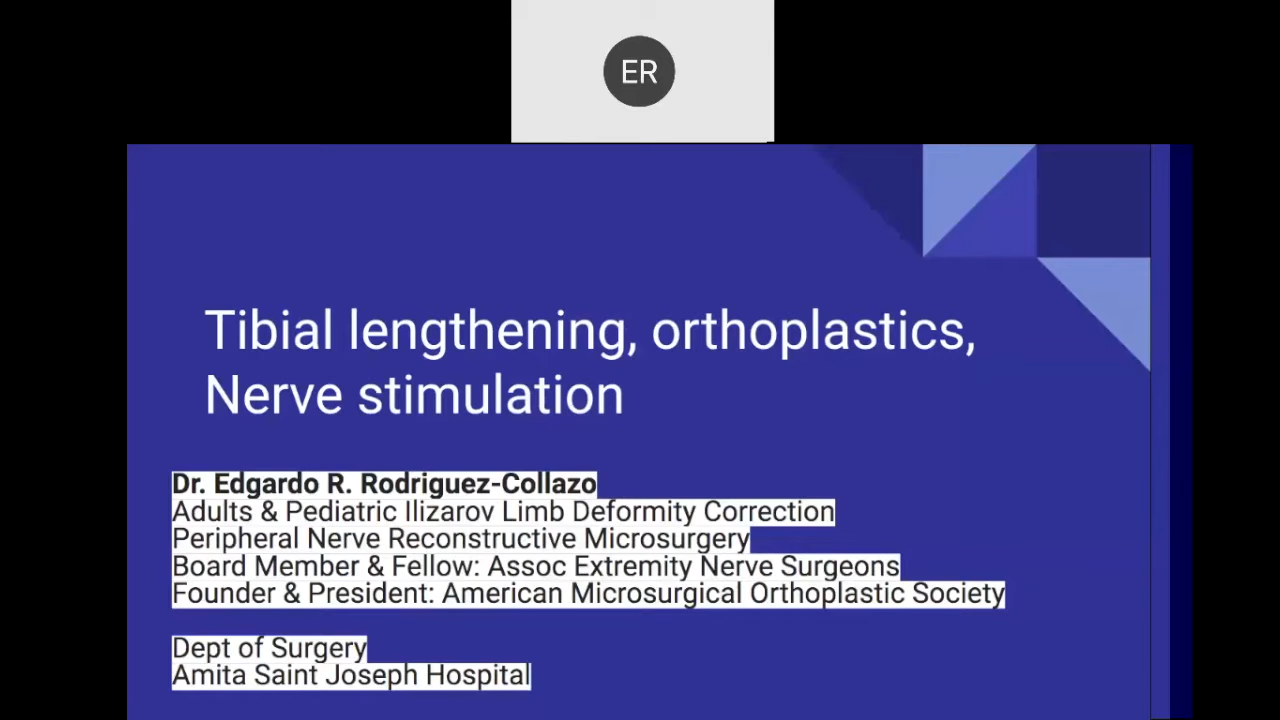 ER
Tibial lengthening, orthoplastics,
Nerve stimulation
Dr. Edgardo R. Rodriguez-Collazo
Adults & Pediatric Ilizarov Limb Deformity Correction
Peripheral Nerve Reconstructive Microsurgery
Board Member & Fellow: Assoc Extremity Nerve Surgeons
Founder & President: American Microsurgical Orthoplastic Society
Dept of Surgery
Amita Saint Joseph Hospital